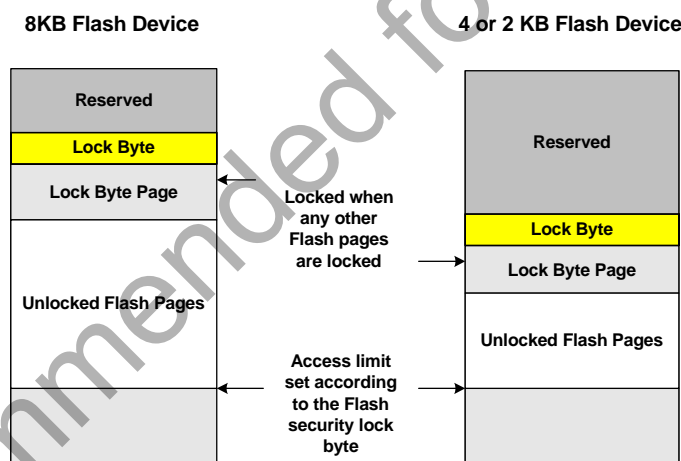 8KB Flash Device
4 or 2 KB Flash Device
Reserved
Lock Byte
Lock Byte Page
Unlocked Flash Pages
Locked when
any other
Flash pages
are locked
Access limit
set according
to the Flash
security lock
byte
Reserved
Lock Byte
Lock Byte Page
Unlocked Flash Pages